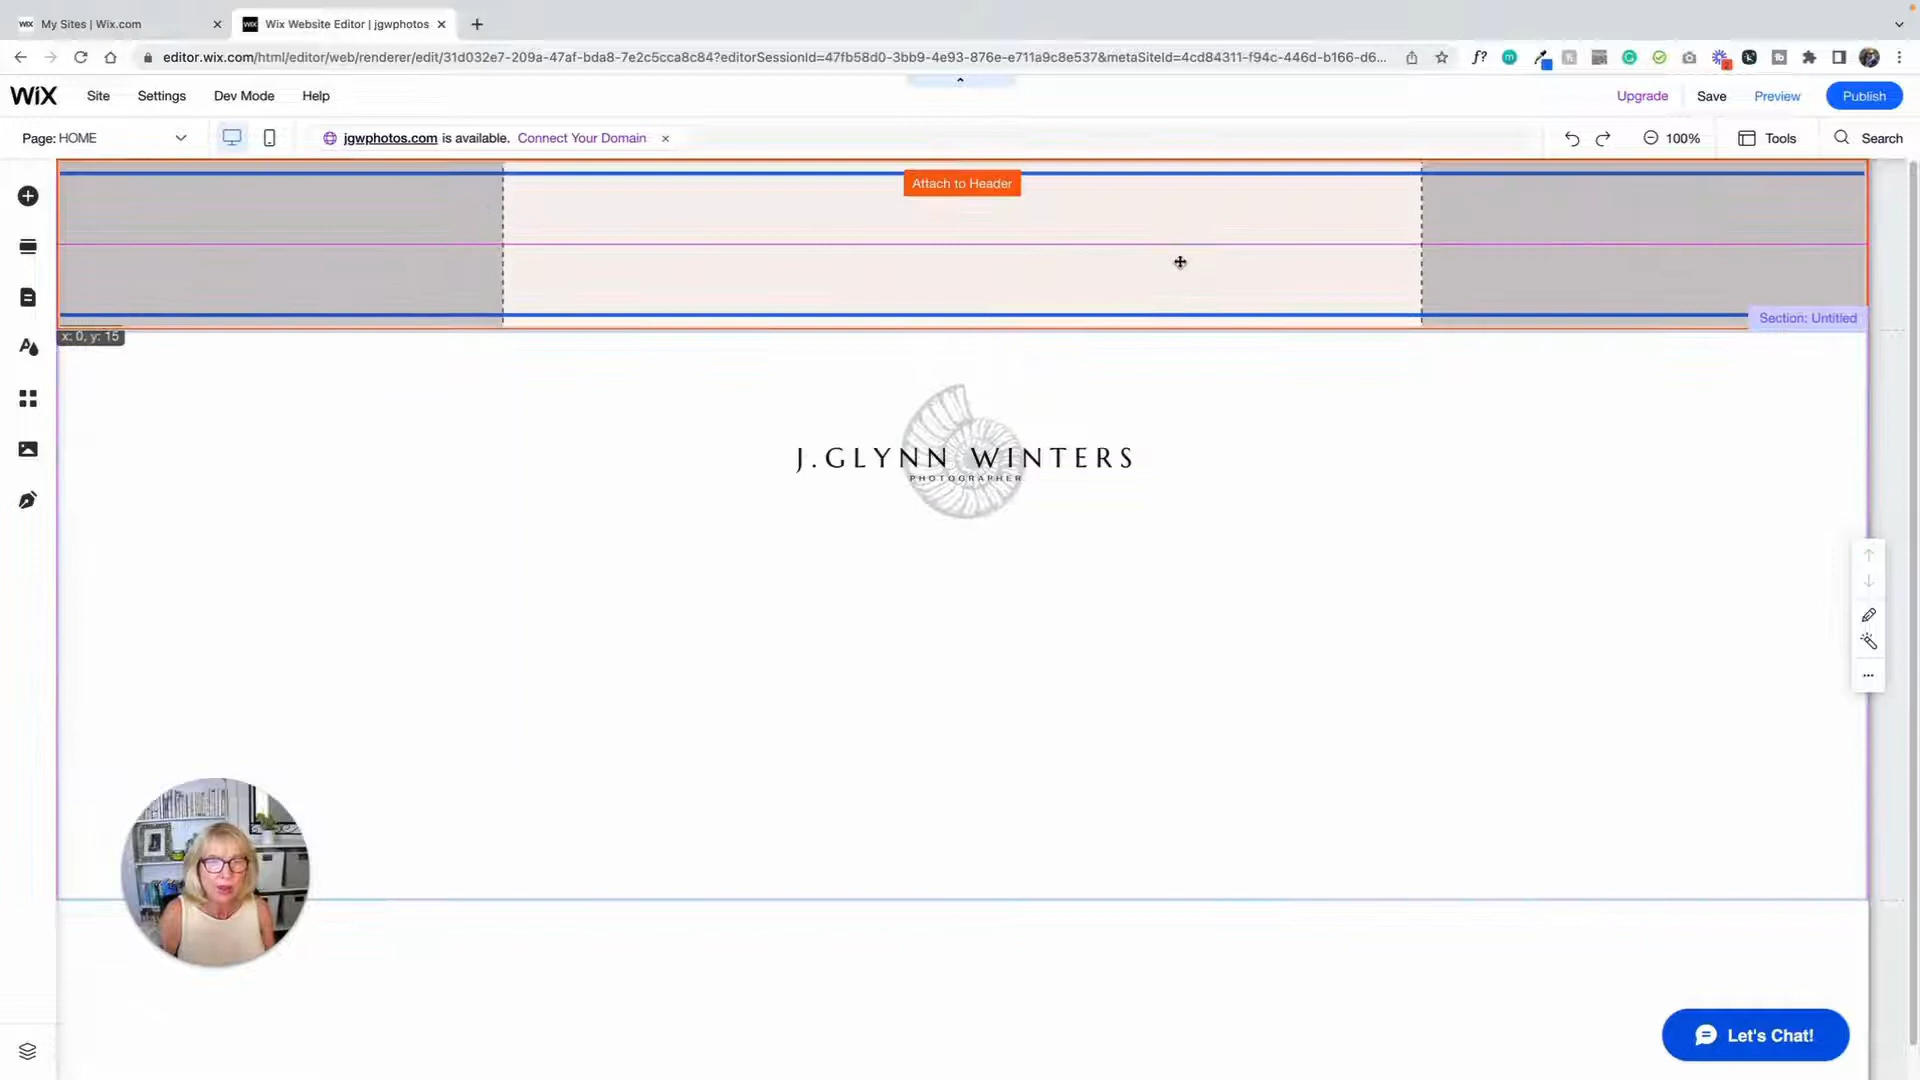 WiX My Sites | Wix.com
WIX Wix Website Editor | jgwphotos
editor.wix.com/html/editor/web/renderer/edit/31d032e7-209a-47af-bda8-7e2c5cca8c84?editorSessionId=47fb58d0-3bb9-4e93-876e-e711a9c8e537&metaSiteId=4cd84311-f94c-446d-b166-d6...
f?
2
WiX Site Settings Dev Mode Help Upgrade Save Preview Publish
Page: HOME jgwphotos.com is available. Connect Your Domain 100% Tools Search
Attach to Header
Section: Untitled
x: 0, y: 15
J.GLYNN WINTERS
PHOTOGRAPHER
Let's Chat!